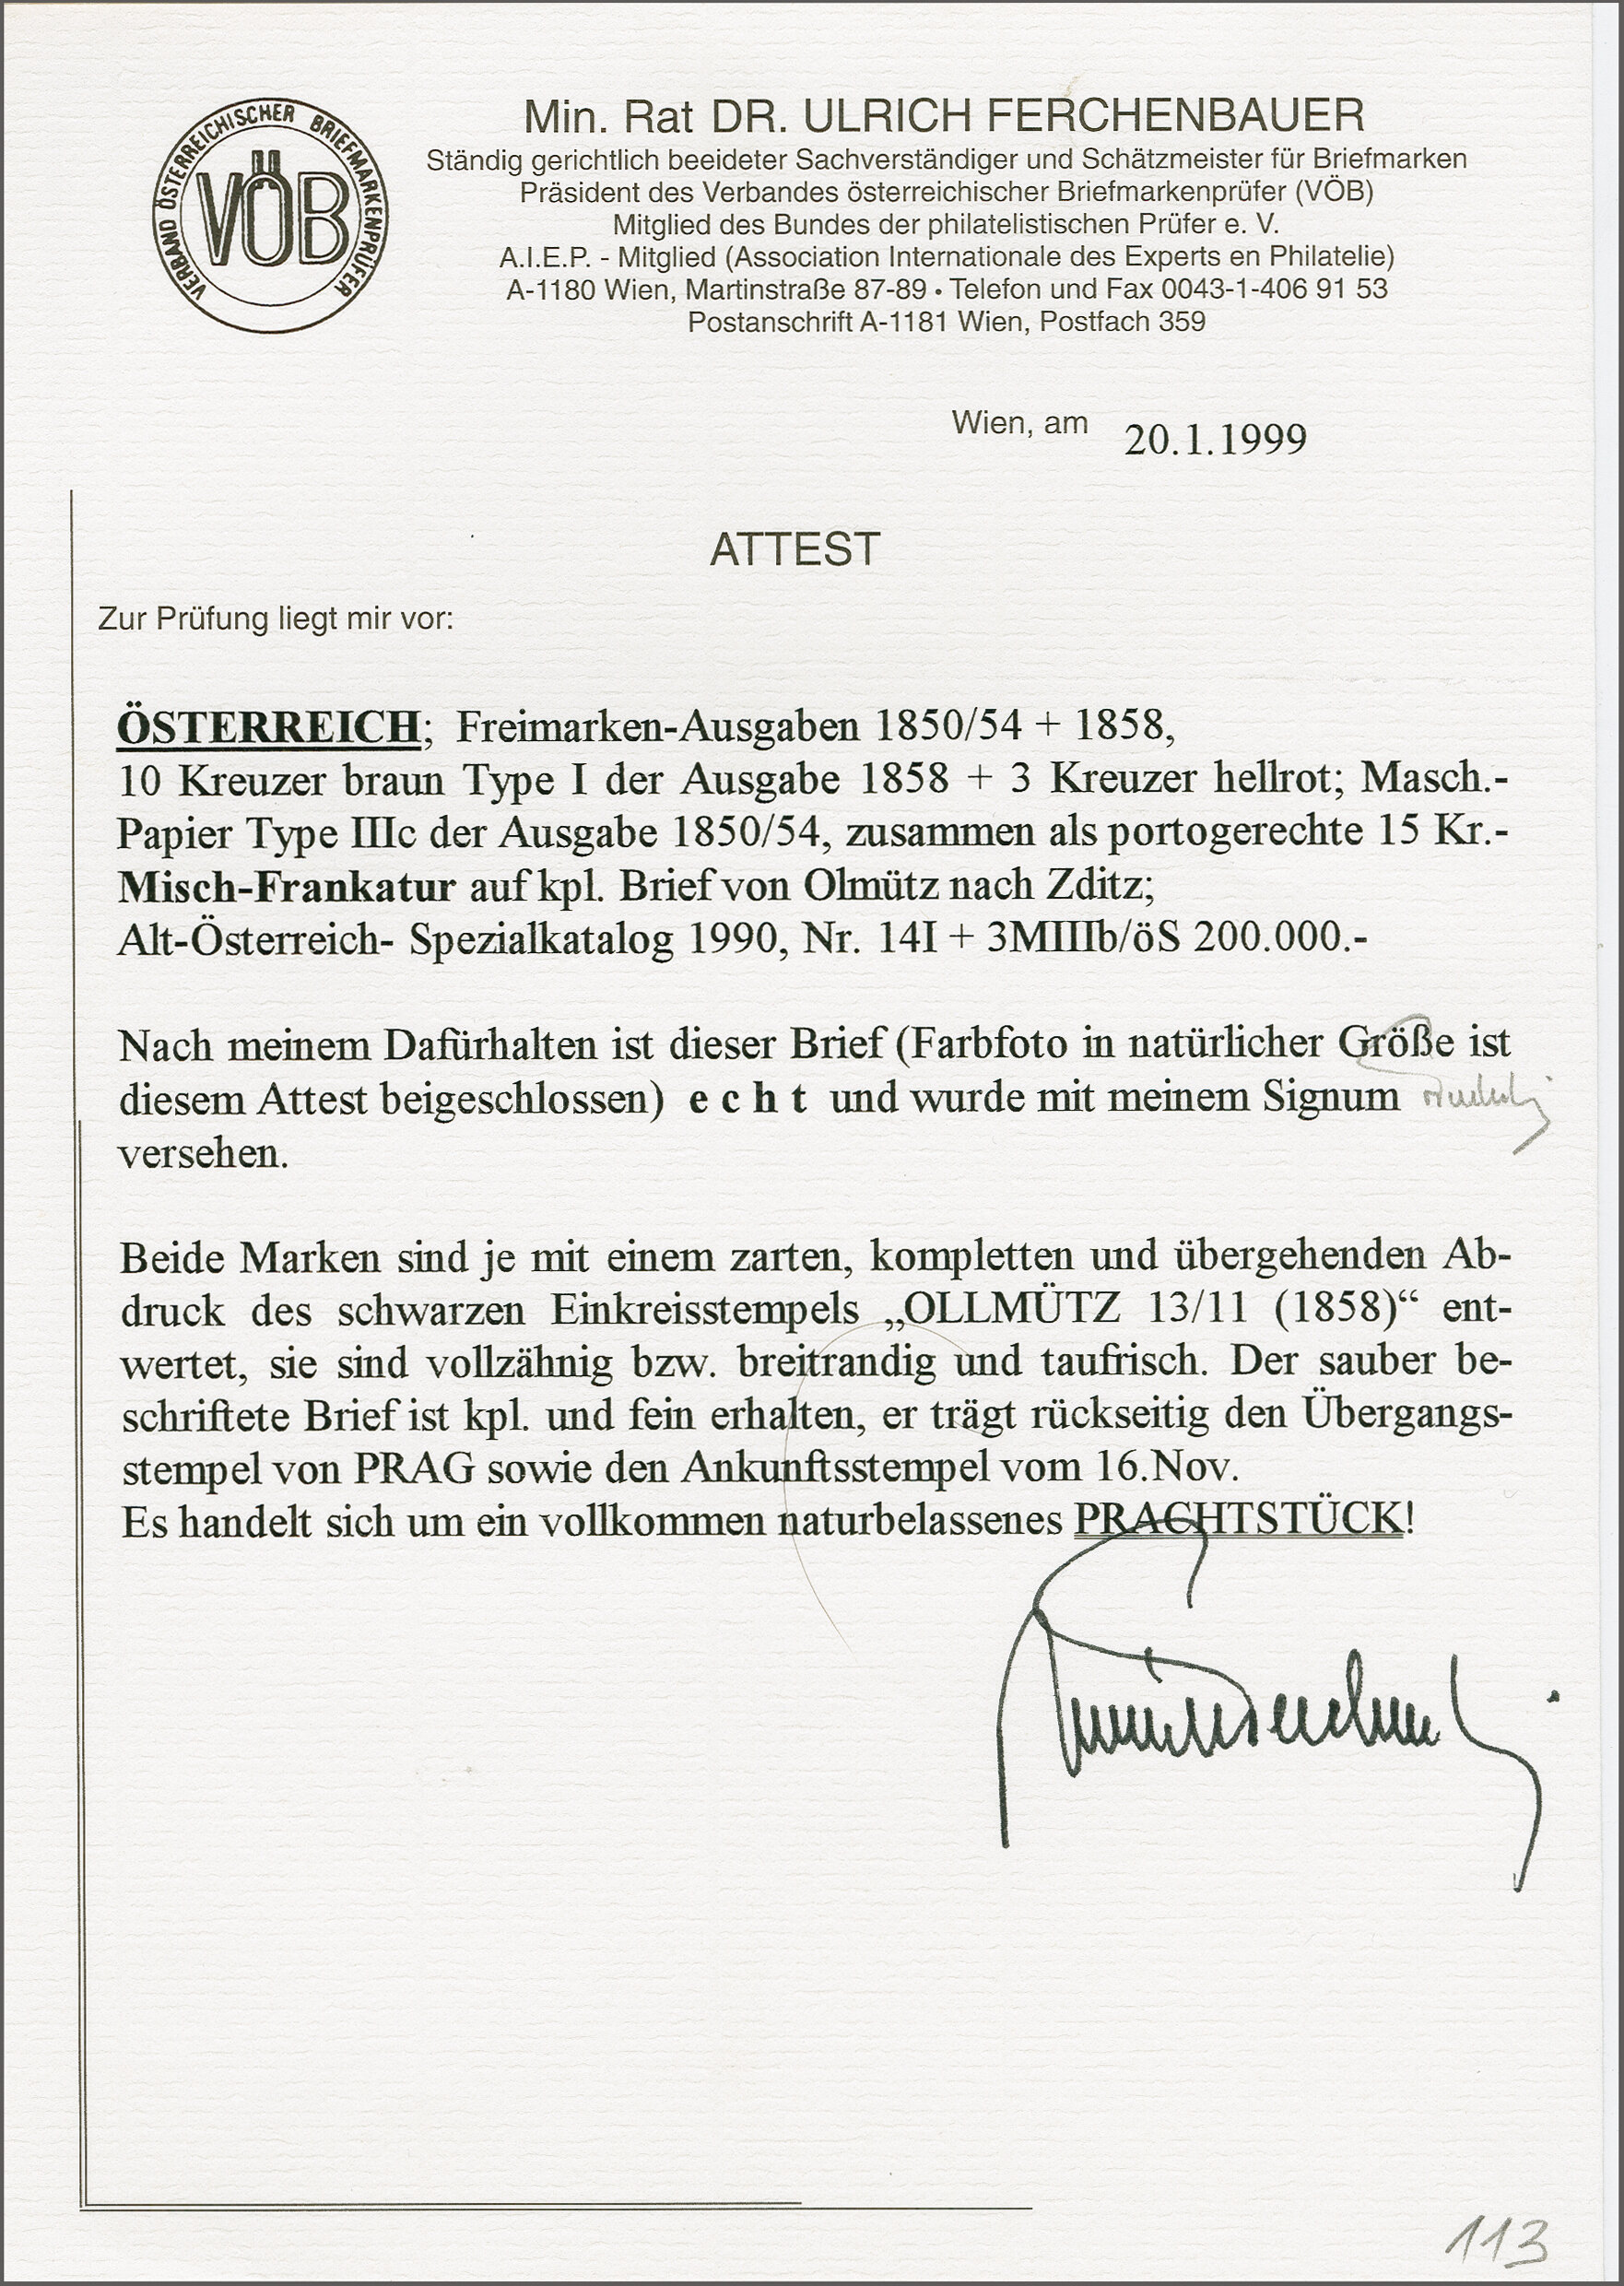 VERBAND ÖSTERREICHISCHER BRIEFMARKENPRÜFER
VÖB
Min. Rat DR. ULRICH FERCHENBAUER
Ständig gerichtlich beeideter Sachverständiger und Schätzmeister für Briefmarken
Präsident des Verbandes österreichischer Briefmarkenprüfer (VÖB)
Mitglied des Bundes der philatelistischen Prüfer e. V.
A.I.E.P. - Mitglied (Association Internationale des Experts en Philatelie)
A-1180 Wien, Martinstraße 87-89 • Telefon und Fax 0043-1-406 91 53
Postanschrift A-1181 Wien, Postfach 359
Wien, am 20.1.1999
ATTEST
Zur Prüfung liegt mir vor:
ÖSTERREICH; Freimarken-Ausgaben 1850/54 + 1858,
10 Kreuzer braun Type I der Ausgabe 1858 + 3 Kreuzer hellrot; Masch.-
Papier Type IIIc der Ausgabe 1850/54, zusammen als portogerechte 15 Kr.-
Misch-Frankatur auf kpl. Brief von Olmütz nach Zditz;
Alt-Österreich- Spezialkatalog 1990, Nr. 14I + 3MIIIb/öS 200.000.-
Nach meinem Dafürhalten ist dieser Brief (Farbfoto in natürlicher Größe ist
diesem Attest beigeschlossen) e c h t und wurde mit meinem Signum
versehen.
Beide Marken sind je mit einem zarten, kompletten und übergehenden Ab-
druck des schwarzen Einkreisstempels „OLLMÜTZ 13/11 (1858)“ ent-
wertet, sie sind vollzähnig bzw. breitrandig und taufrisch. Der sauber be-
schriftete Brief ist kpl. und fein erhalten, er trägt rückseitig den Übergangs-
stempel von PRAG sowie den Ankunftsstempel vom 16.Nov.
Es handelt sich um ein vollkommen naturbelassenes PRACHTSTÜCK!
113